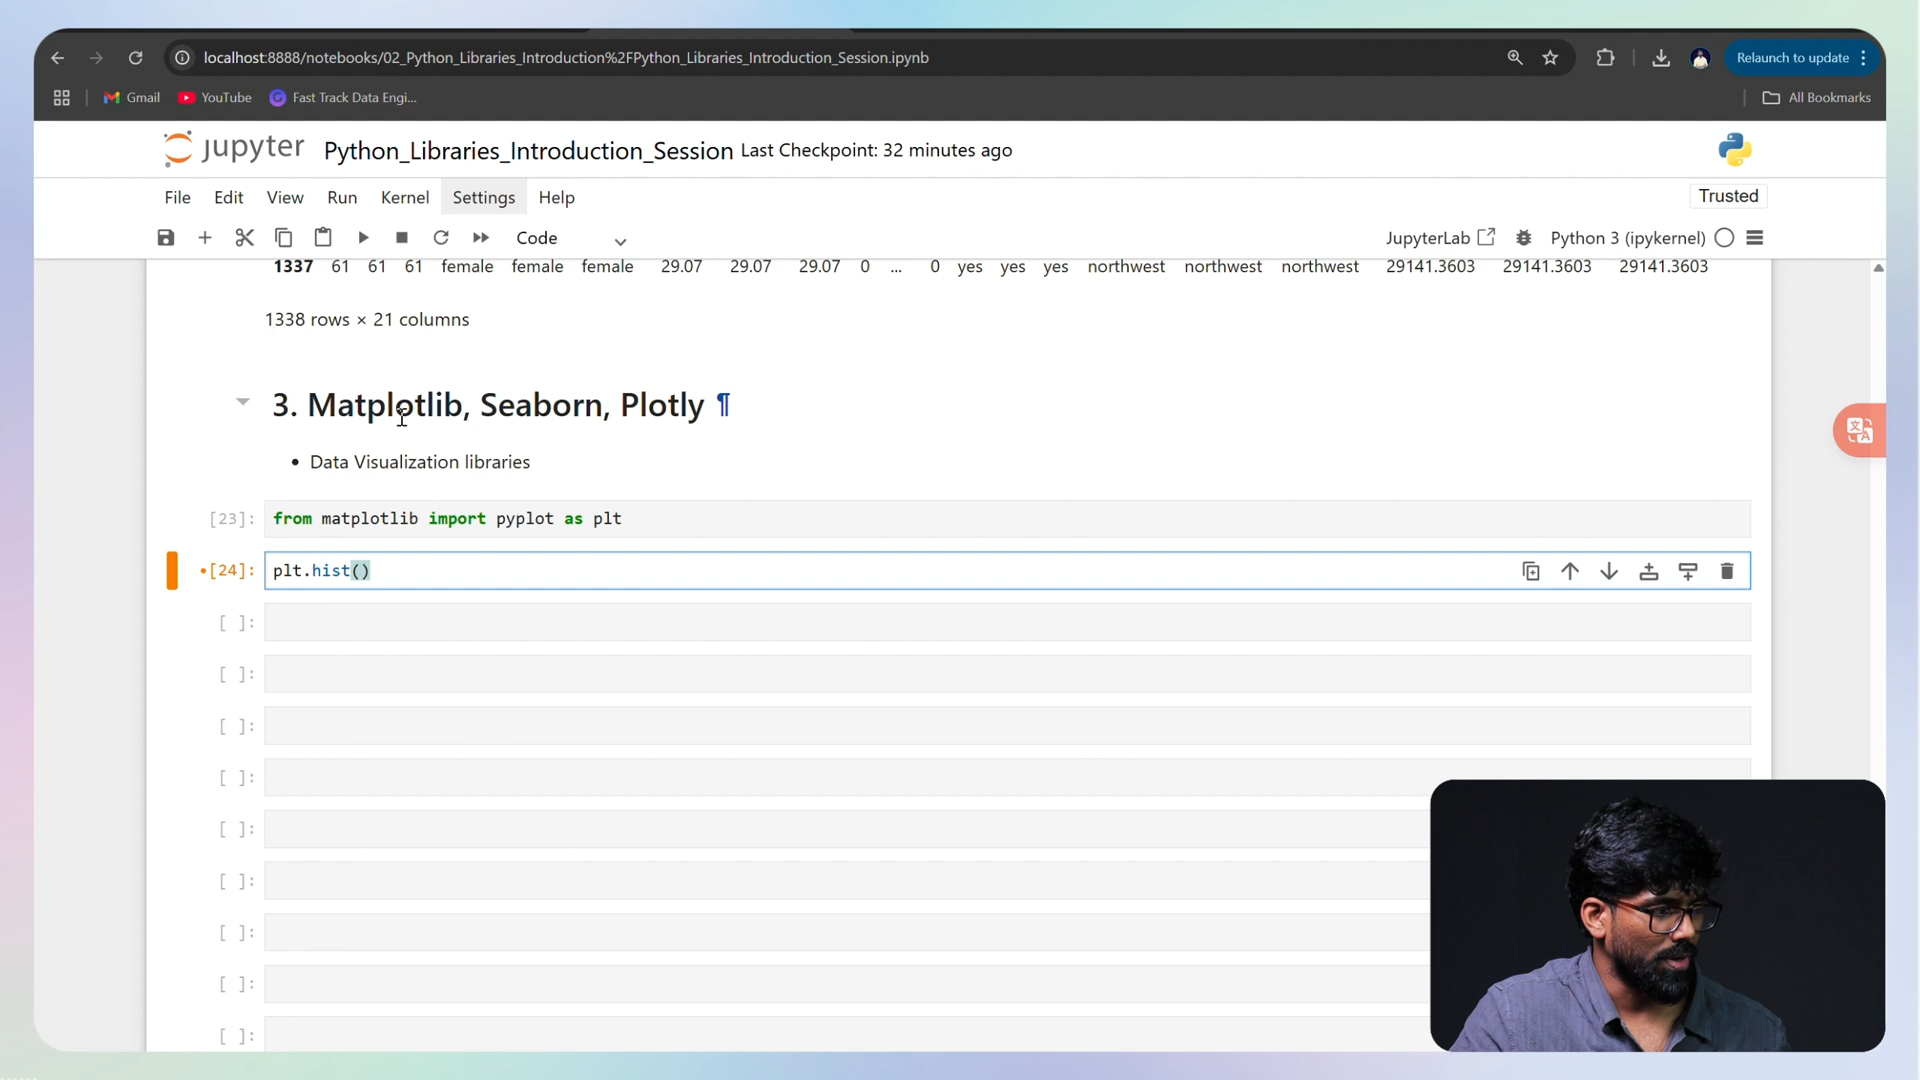 localhost:8888/notebooks/02_Python_Libraries_Introduction%2FPython_Libraries_Introduction_Session.ipynb
Relaunch to update
Gmail
YouTube
Fast Track Data Engi...
All Bookmarks
jupyter Python_Libraries_Introduction_Session Last Checkpoint: 32 minutes ago
File Edit View Run Kernel Settings Help
Trusted
Code
JupyterLab
Python 3 (ipykernel)
1337 61 61 61 female female female 29.07 29.07 29.07 0 ... 0 yes yes yes northwest northwest northwest 29141.3603 29141.3603 29141.3603
1338 rows × 21 columns
3. Matplotlib, Seaborn, Plotly ¶
• Data Visualization libraries
[23]: from matplotlib import pyplot as plt
•[24]: plt.hist()
[ ]:
[ ]:
[ ]:
[ ]:
[ ]:
[ ]:
[ ]:
[ ]:
[ ]: